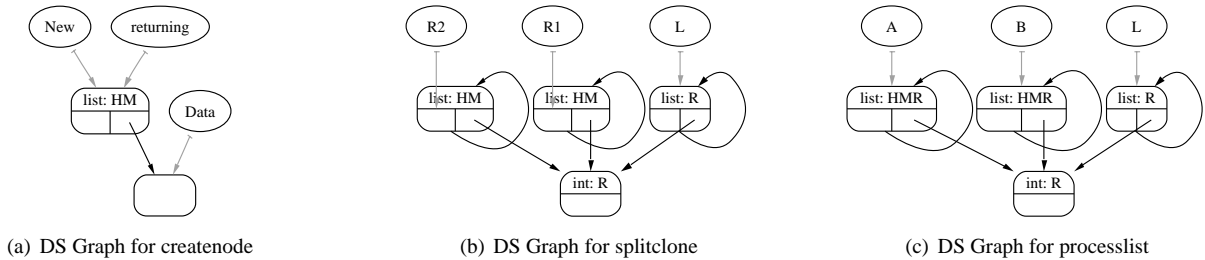 New returning
list: HM
Data
(a) DS Graph for createnode
R2 R1 L
list: HM list: HM list: R
int: R
(b) DS Graph for splitclone
A B L
list: HMR list: HMR list: R
int: R
(c) DS Graph for processlist